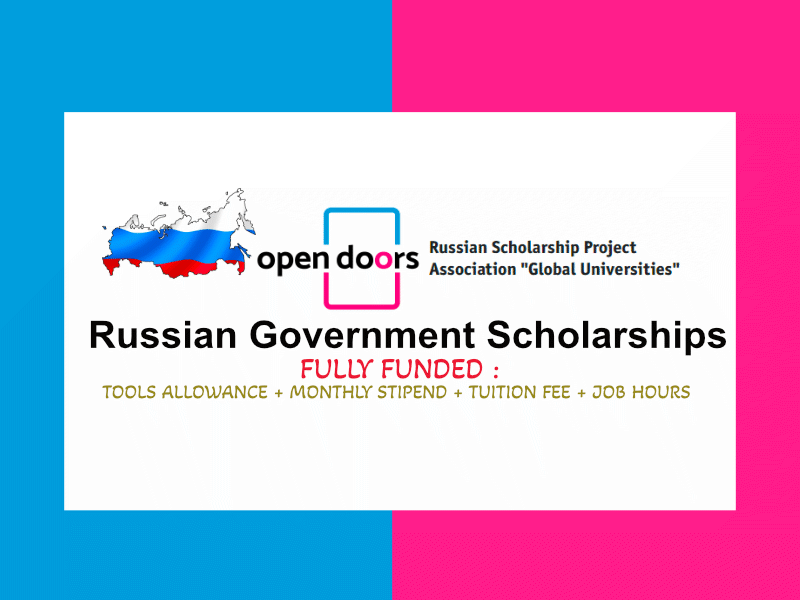 open doors
Russian Scholarship Project
Association "Global Universities"
Russian Government Scholarships
FULLY FUNDED :
TOOLS ALLOWANCE + MONTHLY STIPEND + TUITION FEE + JOB HOURS